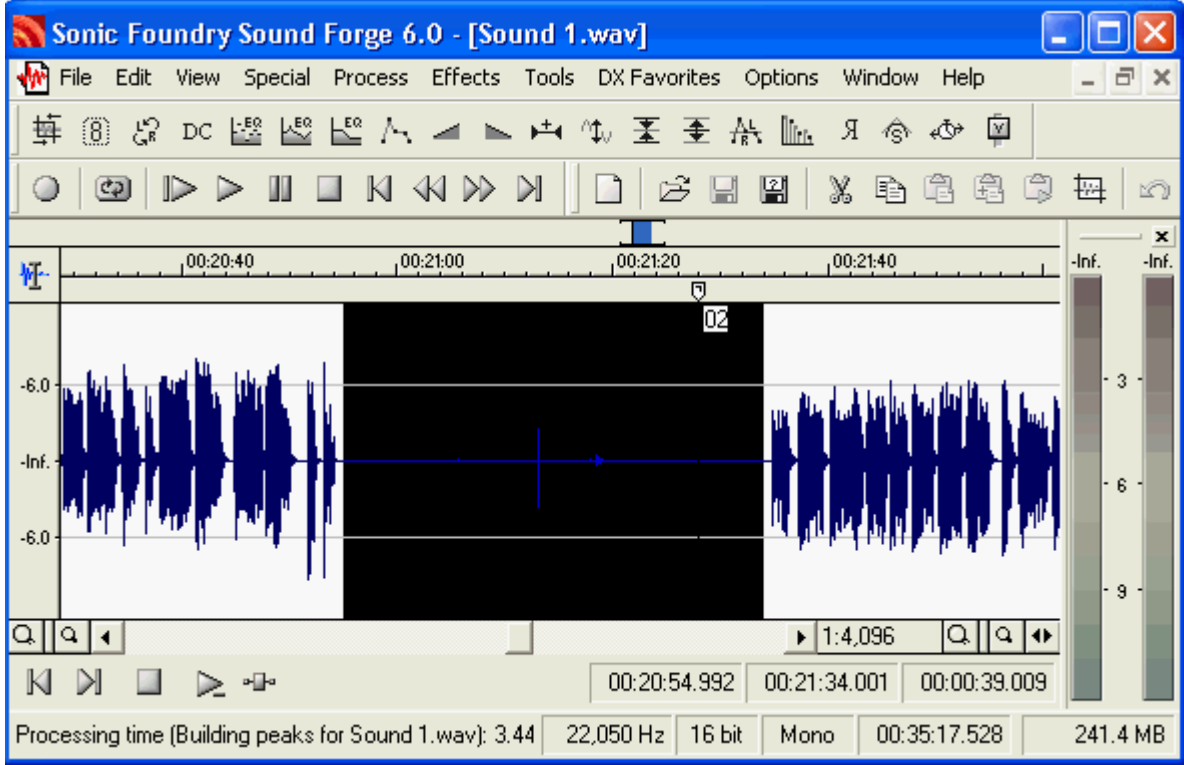 Sonic Foundry Sound Forge 6.0 - [Sound 1.wav]
File Edit View Special Process Effects Tools DX Favorites Options Window Help
(8) R DC EQ EQ EQ L R Я S V
?
00:20:40 00:21:00 00:21:20 00:21:40 -Inf. -Inf.
02
-6.0 - 3 -
-Inf.
- 6 -
-6.0
- 9 -
1:4,096
00:20:54.992 00:21:34.001 00:00:39.009
Processing time (Building peaks for Sound 1.wav): 3.44 22,050 Hz 16 bit Mono 00:35:17.528 241.4 MB